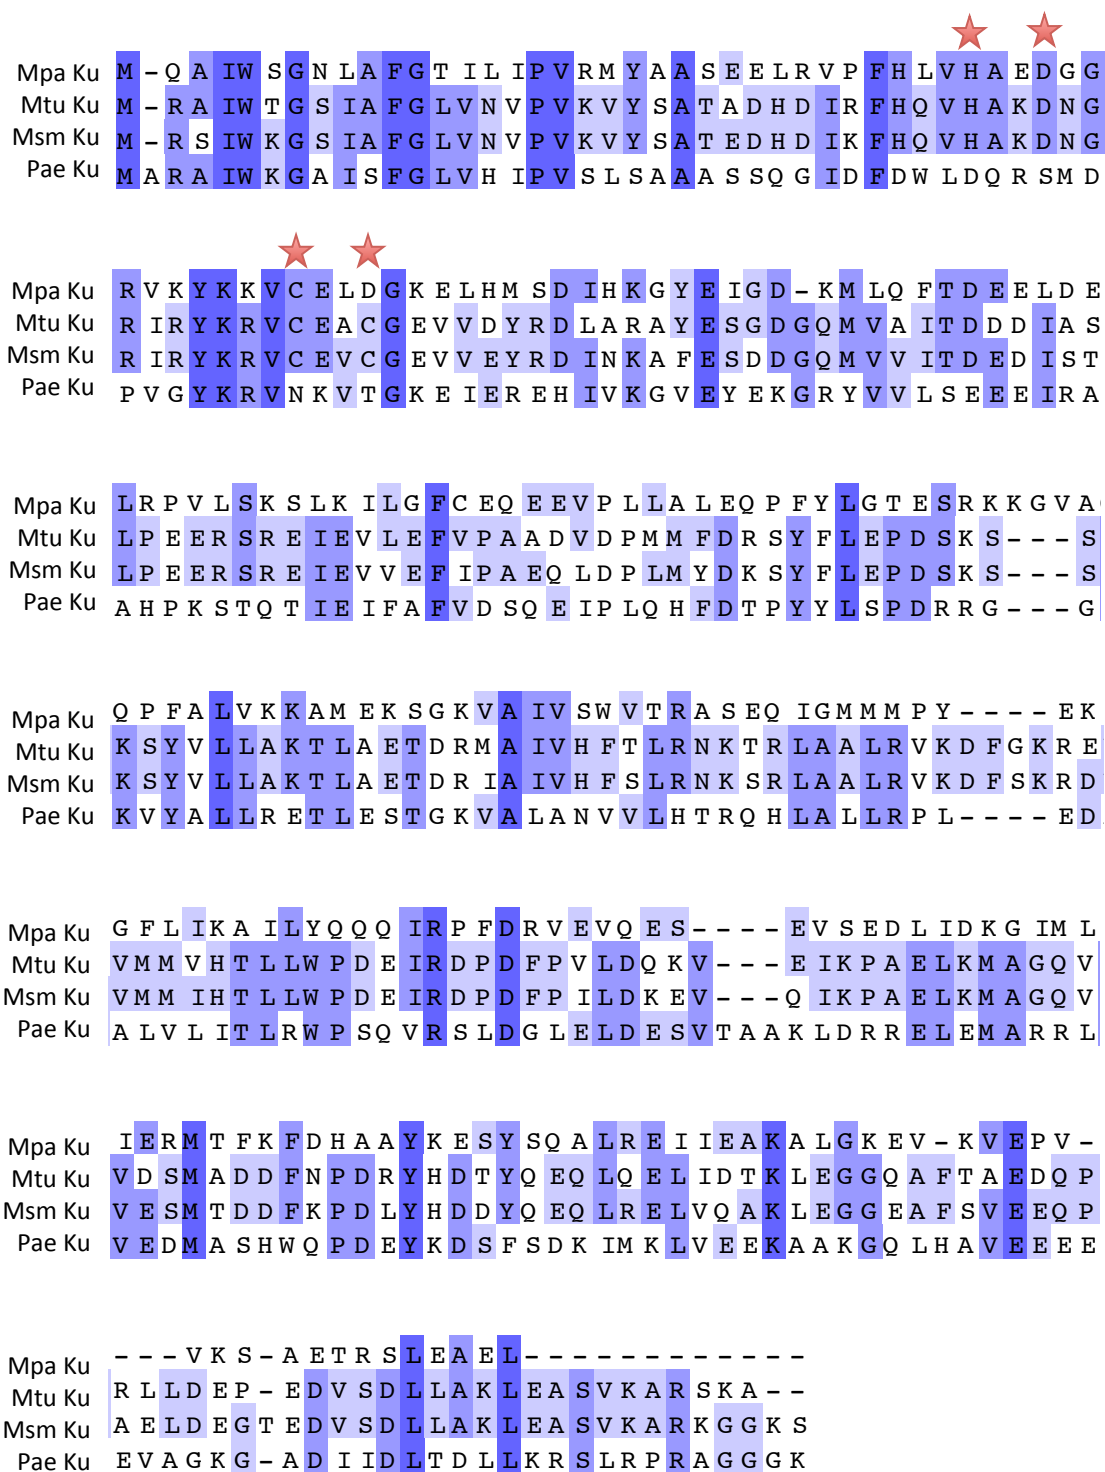 Mpa Ku M-QAIWSGNLAFGTILIPVRMYAASEELRVPFHLVHAEDGG
Mtu Ku M-RAIWTGSIAFGLVNVPVKVYSATADHDIRFHQVHAKDNG
Msm Ku M-RSIWKGSIAFGLVNVPVKVYSATEDHDIKFHQVHAKDNG
Pae Ku MARAIWKGAISFGLVHIPVSLSAAASSQGIDFDWLDQRSMD
Mpa Ku RVKYKKVCELDGKELHMSDIHKGYEIGD-KMLQFTDEELDE
Mtu Ku RIRYKRVCEACGEVVDYRDLARAYESGDGQMVAITDDDIAS
Msm Ku RIRYKRVCEVCGEVVEYRDINKAFESDDGQMVVITDEDIST
Pae Ku PVGYKRVNKVTGKEIEREHIVKGVEYEKGRYVVLSEEEIRA
Mpa Ku LRPVLSKSLKILGFCEQEEVPLLALEQPFYLGTESRKKGVA
Mtu Ku LPEERSREIEVLEFVPAADVDPMMFDRSYFLEPDSKS---S
Msm Ku LPEERSREIEVVEFIPAEQLDPLMYDKSYFLEPDSKS---S
Pae Ku AHPKSTQTIEIFAFVDSQEIPLQHFDTPYYLSPDRRG---G
Mpa Ku QPFALVKKAMEKSGKVAIVSWVTRASEQIGMMMPY----EK
Mtu Ku KSYVLLAKTLAETDRMAIVHFTLRNKTRLAALRVKDFGKRE
Msm Ku KSYVLLAKTLAETDRIAIVHFSLRNKSRLAALRVKDFSKRD
Pae Ku KVYALLRETLESTGKVALANVVLHTRQHLALLRPL----ED
Mpa Ku GFLIKAILYQQQIRPFDRVEVQES----EVSEDLIDKGIML
Mtu Ku VMMVHTLLWPDEIRDPDFPVLDQKV---EIKPAELKMAGQV
Msm Ku VMMIHTLLWPDEIRDPDFPILDKEV---QIKPAELKMAGQV
Pae Ku ALVLITLRWPSQVRSLDGLELDESVTAAKLDRRELEMARRL
Mpa Ku IERMTFKFDHAAYKESYSQALREIIEAKALGKEV-KVEPV-
Mtu Ku VDSMADDFNPDRYHDTYQEQLQELIDTKLEGGQAFTAEDQP
Msm Ku VESMTDDFKPDLYHDDYQEQLRELVQAKLEGGEAFSVEEQP
Pae Ku VEDMASHWQPDEYKDSFSDKIMKLVEEKAAKGQLHAVEEEE
Mpa Ku ---VKS-AETRSLEAEL------------
Mtu Ku RLLDEP-EDVSDLLAKLEASVKARSKA--
Msm Ku AELDEGTEDVSDLLAKLEASVKARKGGKS
Pae Ku EVAGKG-ADIIDLTDLLKRSLRPRAGGGK